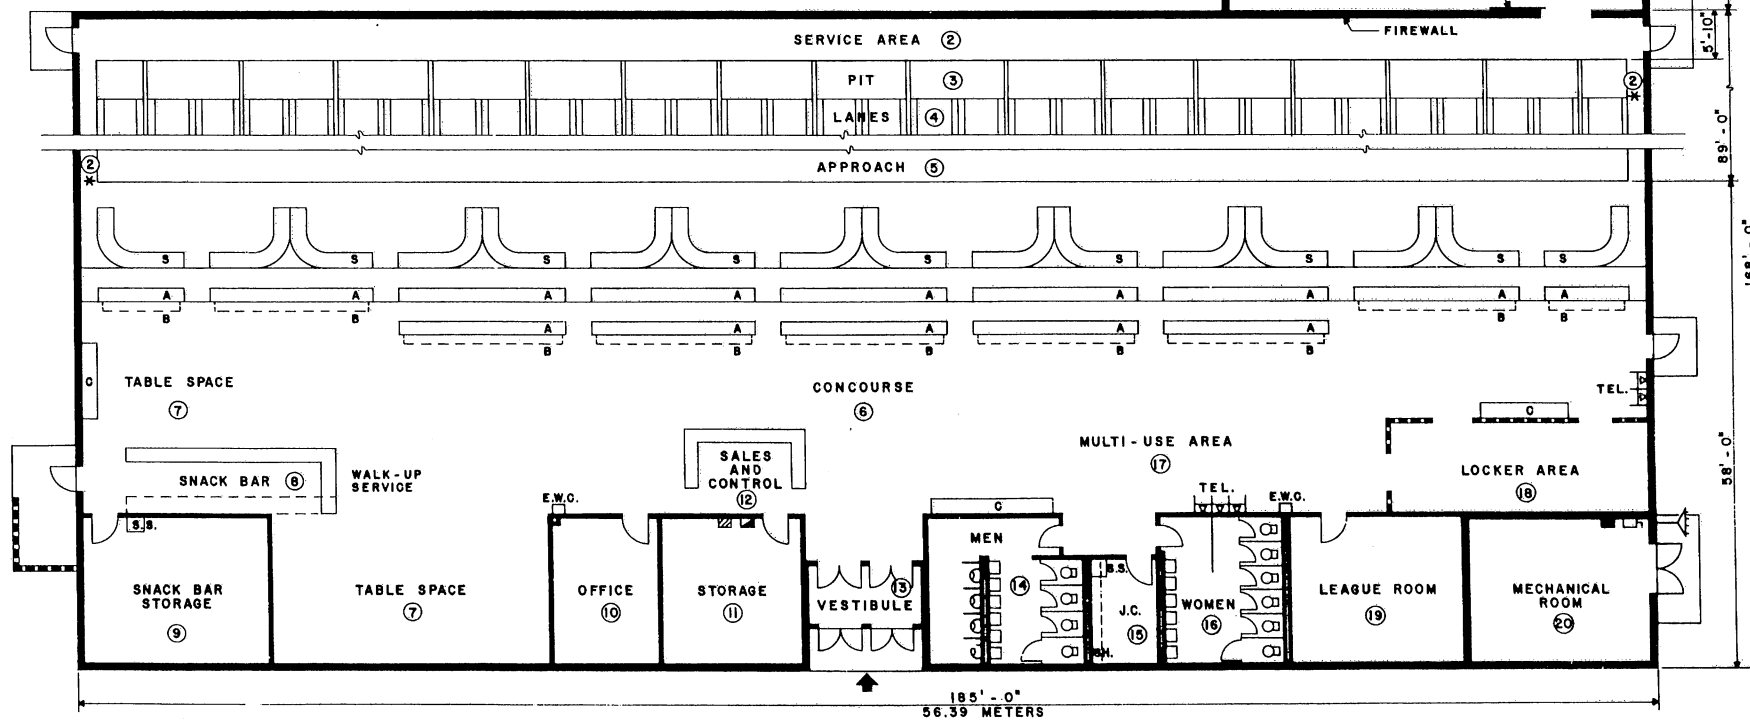 FIREWALL
SERVICE AREA 2
5'-10"
PIT 3
2
LANES 4
89'-0"
2
APPROACH 5
S S S S S S S S S
A A A A A A A A A
B B B B
A A A A A
B B B B B
C
TABLE SPACE
7
CONCOURSE
6
TEL.
C
MULTI-USE AREA
17
LOCKER AREA
18
58'-0"
SNACK BAR 8
WALK-UP
SERVICE
SALES
AND
CONTROL
12
E.W.C.
C
TEL.
E.W.C.
S.S.
MEN
SNACK BAR
STORAGE
9
TABLE SPACE
7
OFFICE
10
STORAGE
11
13
VESTIBULE
14
S.S.
J.C.
15
WOMEN
16
LEAGUE ROOM
19
MECHANICAL
ROOM
20
185'-0"
56.39 METERS